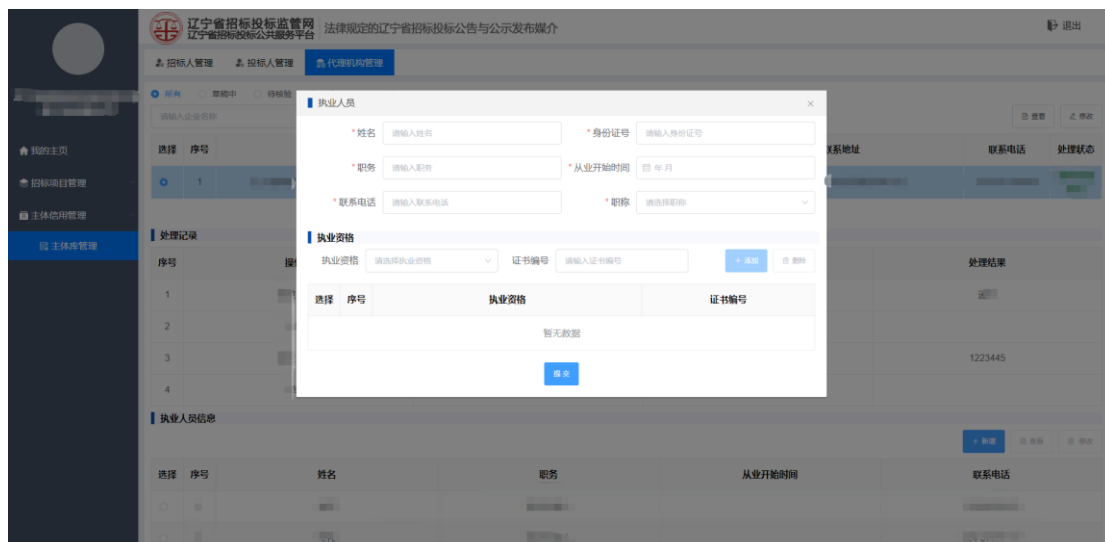 辽宁省招标投标监管网
辽宁省招标投标公共服务平台
法律规定的辽宁省招标投标公告与公示发布媒介
退出
招标人管理 投标人管理 代理机构管理
所有 草稿中 待核验
请输入企业名称
查看 修改
我的主页
招标项目管理
主体信用管理
主体库管理
选择 序号 联系地址 联系电话 处理状态
1
执业人员
*姓名 请输入姓名 *身份证号 请输入身份证号
*职务 请输入职务 *从业开始时间 年 月
*联系电话 请输入联系电话 *职称 请选择职称
执业资格
执业资格 请选择执业资格 证书编号 请输入证书编号 + 添加 删除
选择 序号 执业资格 证书编号
暂无数据
提交
处理记录
序号 处理结果
1
2
3 1223445
4
执业人员信息
+ 新增 查看 修改
选择 序号 姓名 职务 从业开始时间 联系电话